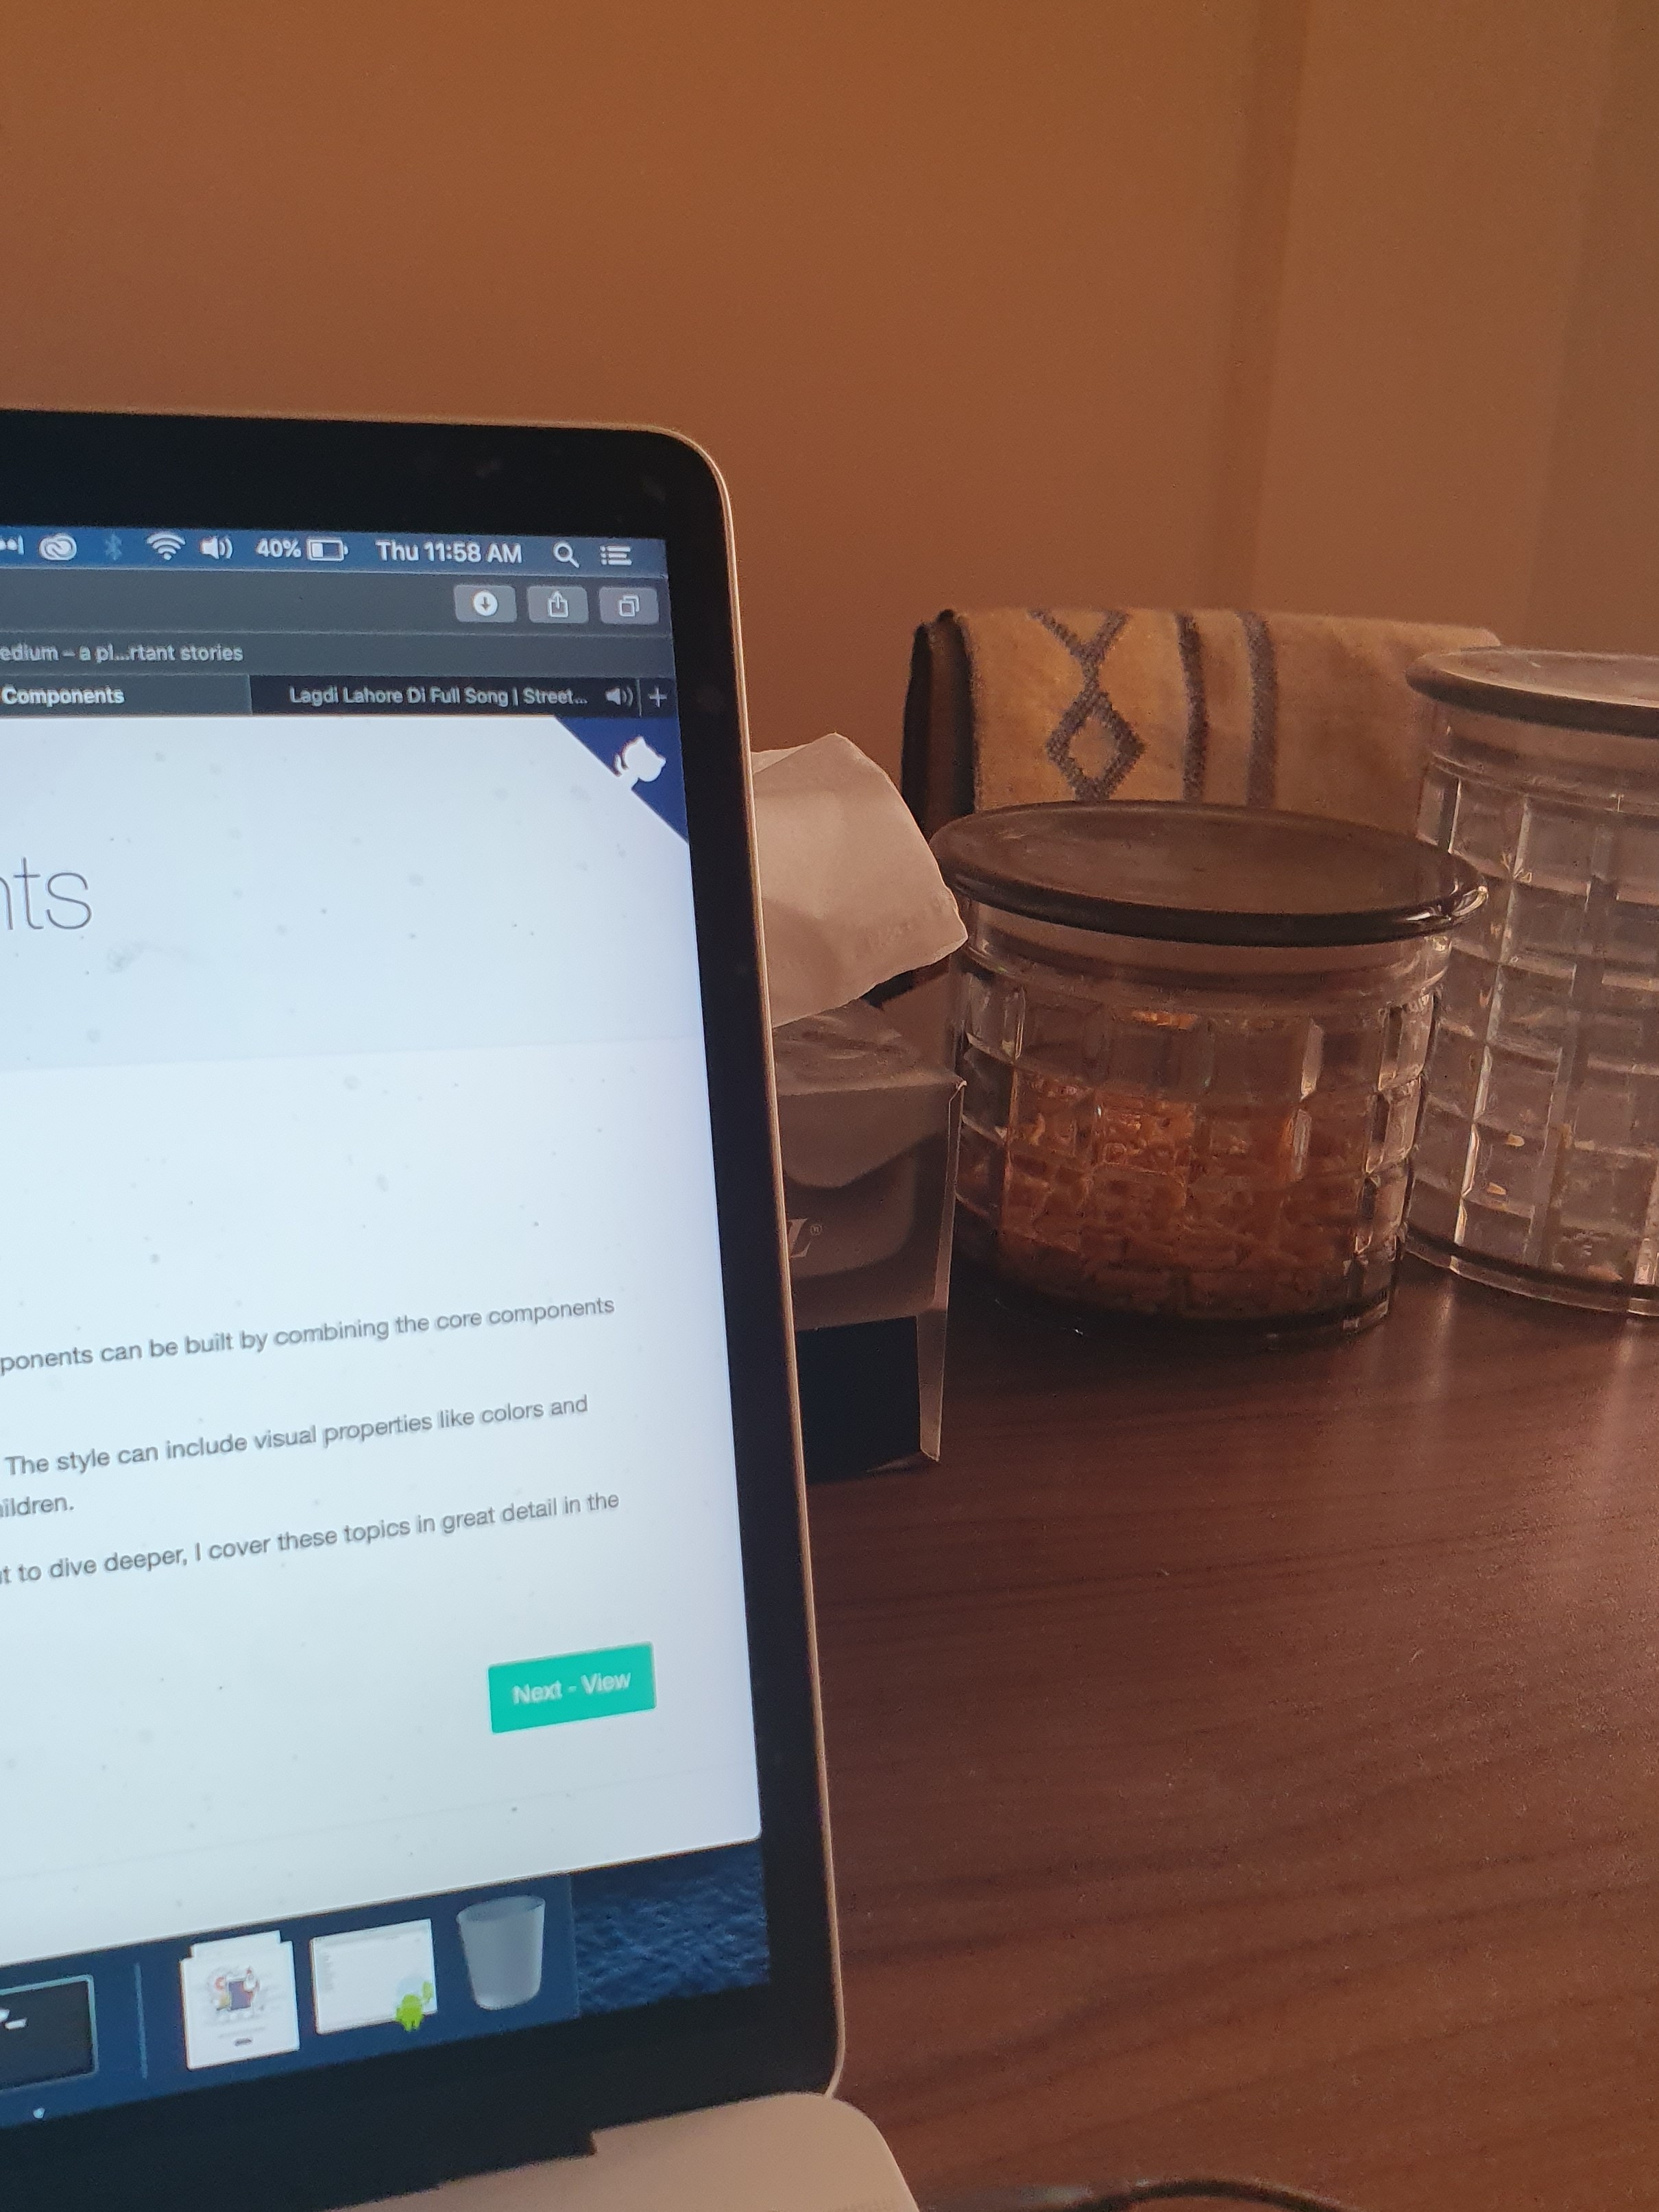 40% Thu 11:58 AM
edium – a pl...rtant stories
Components Lagdi Lahore Di Full Song | Street...
nts
ponents can be built by combining the core components
The style can include visual properties like colors and
ildren.
t to dive deeper, I cover these topics in great detail in the
Next - View
L®